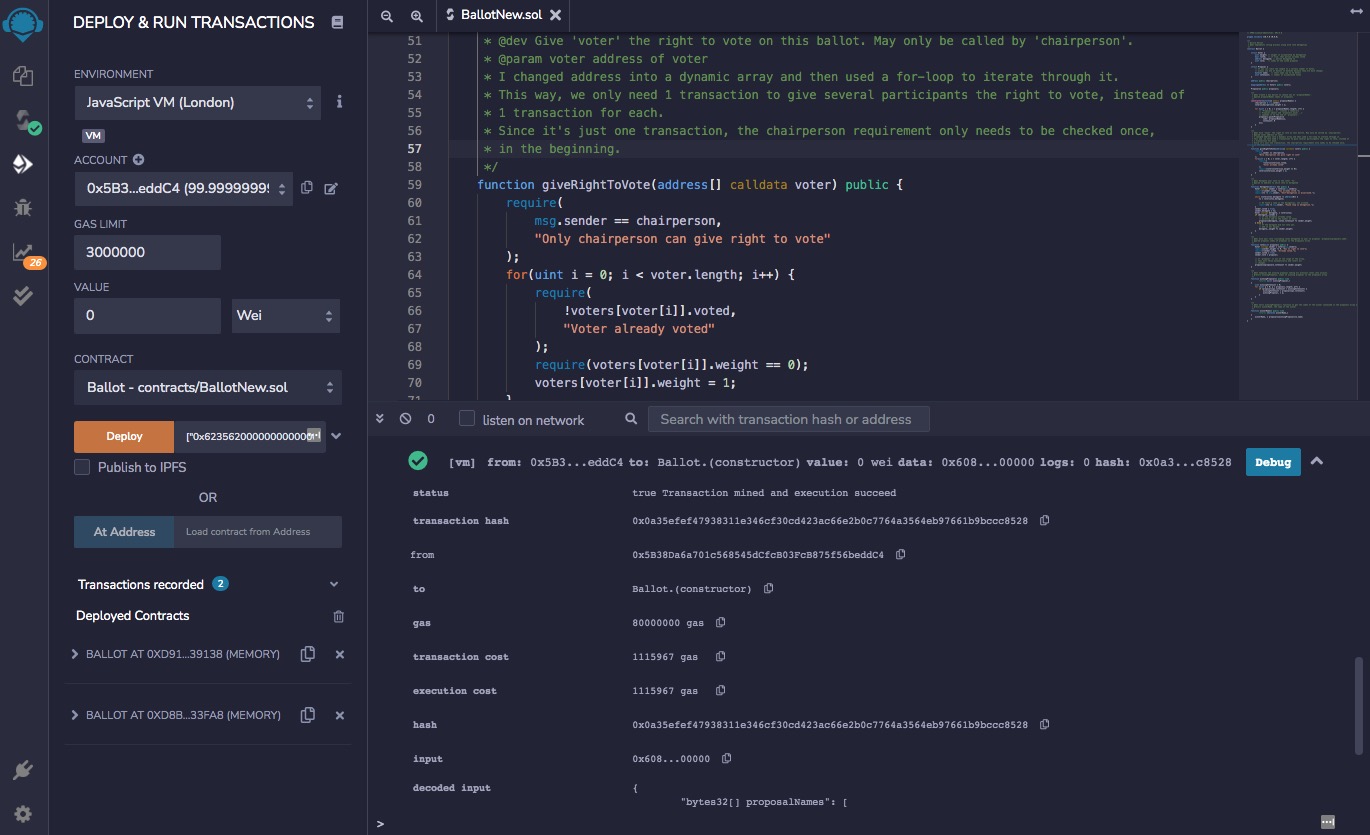 DEPLOY & RUN TRANSACTIONS
ENVIRONMENT
JavaScript VM (London)
VM
ACCOUNT
0x5B3...eddC4 (99.99999999
GAS LIMIT
3000000
VALUE
0
Wei
CONTRACT
Ballot - contracts/BallotNew.sol
Deploy
Publish to IPFS
OR
At Address
Load contract from Address
Transactions recorded 2
Deployed Contracts
BALLOT AT 0XD91...39138 (MEMORY)
BALLOT AT 0XD8B...33FA8 (MEMORY)
26
BallotNew.sol
51 * @dev Give 'voter' the right to vote on this ballot. May only be called by 'chairperson'.
52 * @param voter address of voter
53 * I changed address into a dynamic array and then used a for-loop to iterate through it.
54 * This way, we only need 1 transaction to give several participants the right to vote, instead of
55 * 1 transaction for each.
56 * Since it's just one transaction, the chairperson requirement only needs to be checked once,
57 * in the beginning.
58 */
59 function giveRightToVote(address[] calldata voter) public {
60 require(
61 msg.sender == chairperson,
62 "Only chairperson can give right to vote"
63 );
64 for(uint i = 0; i < voter.length; i++) {
65 require(
66 !voters[voter[i]].voted,
67 "Voter already voted"
68 );
69 require(voters[voter[i]].weight == 0);
70 voters[voter[i]].weight = 1;
0
listen on network
Search with transaction hash or address
[vm] from: 0x5B3...eddC4 to: Ballot.(constructor) value: 0 wei data: 0x608...00000 logs: 0 hash: 0x0a3...c8528
Debug
status true Transaction mined and execution succeed
transaction hash 0x0a35efef47938311e346cf30cd423ac66e2b0c7764a3564eb97661b9bccc8528
from 0x5B38Da6a701c568545dCfcB03FcB875f56beddC4
to Ballot.(constructor)
gas 80000000 gas
transaction cost 1115967 gas
execution cost 1115967 gas
hash 0x0a35efef47938311e346cf30cd423ac66e2b0c7764a3564eb97661b9bccc8528
input 0x608...00000
decoded input {
"bytes32[] proposalNames": [
>